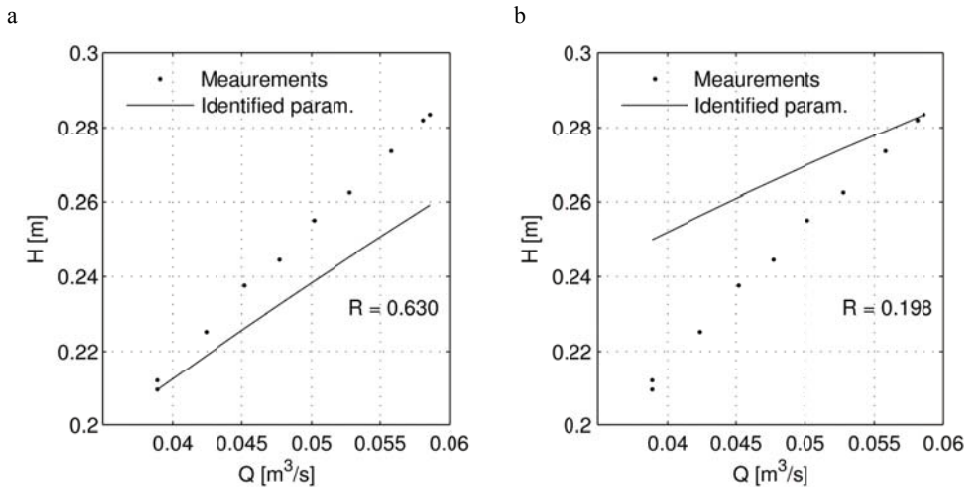 a
0.3
0.28
0.26
0.24
0.22
0.2
H [m]
Meaurements
Identified param.
R = 0.630
0.04 0.045 0.05 0.055 0.06
Q [m³/s]
b
0.3
0.28
0.26
0.24
0.22
0.2
H [m]
Meaurements
Identified param.
R = 0.198
0.04 0.045 0.05 0.055 0.06
Q [m³/s]